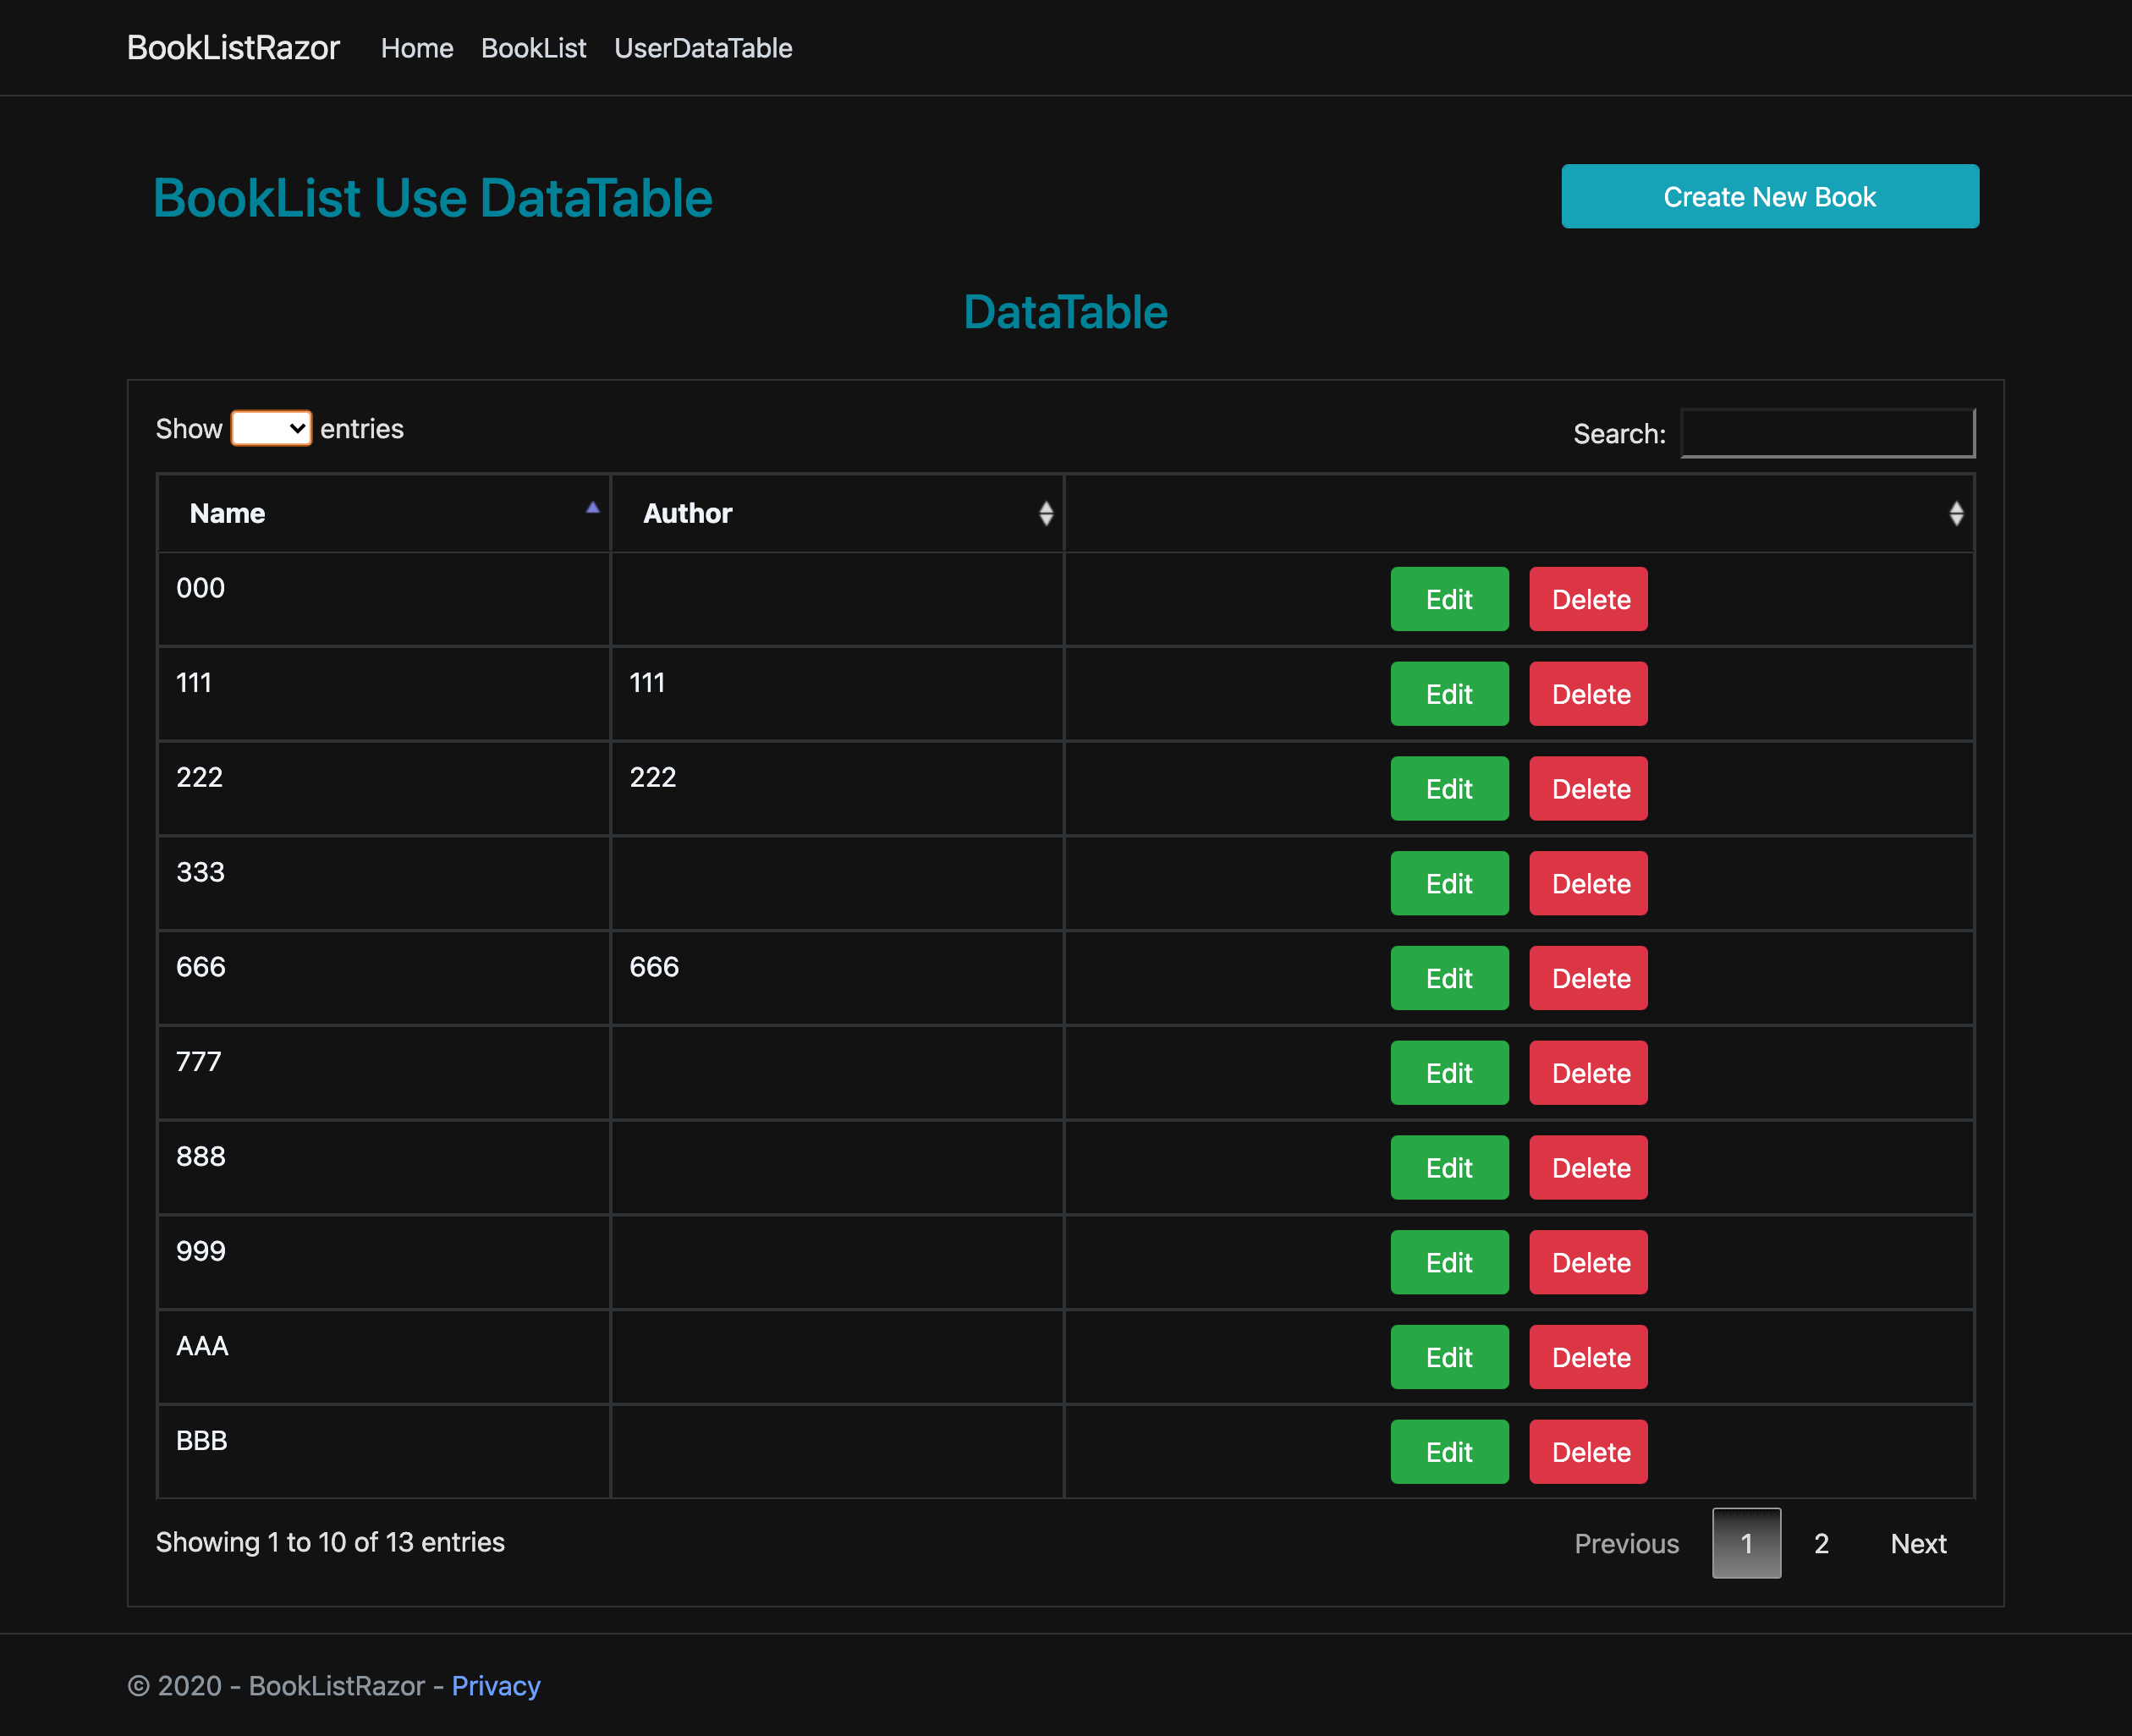 BookListRazor Home BookList UserDataTable
BookList Use DataTable Create New Book
DataTable
Show entries Search:
Name Author
000 Edit Delete
111 111 Edit Delete
222 222 Edit Delete
333 Edit Delete
666 666 Edit Delete
777 Edit Delete
888 Edit Delete
999 Edit Delete
AAA Edit Delete
BBB Edit Delete
Showing 1 to 10 of 13 entries Previous 1 2 Next
© 2020 - BookListRazor - Privacy